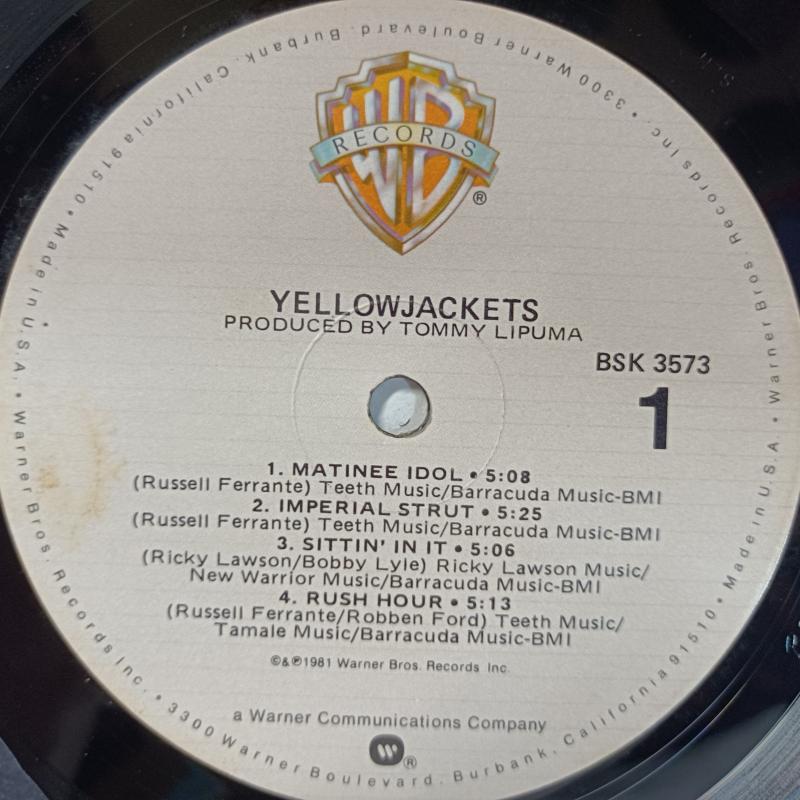 WB
RECORDS
®
YELLOWJACKETS
PRODUCED BY TOMMY LIPUMA
BSK 3573
1
1. MATINEE IDOL • 5:08
(Russell Ferrante) Teeth Music/Barracuda Music-BMI
2. IMPERIAL STRUT • 5:25
(Russell Ferrante) Teeth Music/Barracuda Music-BMI
3. SITTIN' IN IT • 5:06
(Ricky Lawson/Bobby Lyle) Ricky Lawson Music/
New Warrior Music/Barracuda Music-BMI
4. RUSH HOUR • 5:13
(Russell Ferrante/Robben Ford) Teeth Music/
Tamale Music/Barracuda Music-BMI
©&℗1981 Warner Bros. Records Inc.
a Warner Communications Company
®
Warner Bros. Records Inc. • 3300 Warner Boulevard, Burbank, California 91510 • Made in U.S.A. • Warner Bros. Records Inc. • 3300 Warner Boulevard, Burbank, California 91510 • Made in U.S.A. •